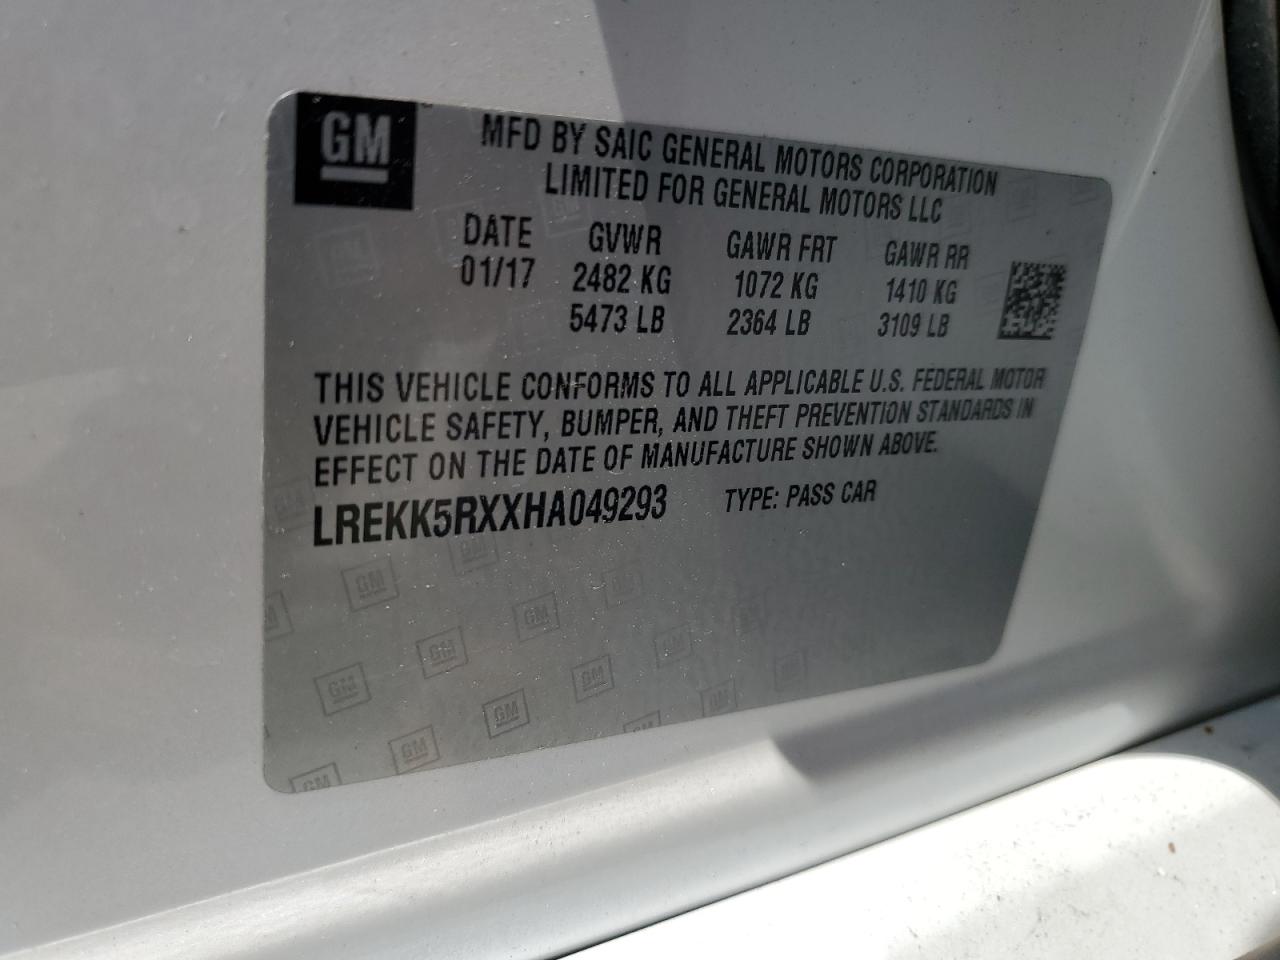 GM
MFD BY SAIC GENERAL MOTORS CORPORATION
LIMITED FOR GENERAL MOTORS LLC
DATE GVWR GAWR FRT GAWR RR
01/17 2482 KG 1072 KG 1410 KG
5473 LB 2364 LB 3109 LB
THIS VEHICLE CONFORMS TO ALL APPLICABLE U.S. FEDERAL MOTOR
VEHICLE SAFETY, BUMPER, AND THEFT PREVENTION STANDARDS IN
EFFECT ON THE DATE OF MANUFACTURE SHOWN ABOVE.
LREKK5RXXHA049293 TYPE: PASS CAR